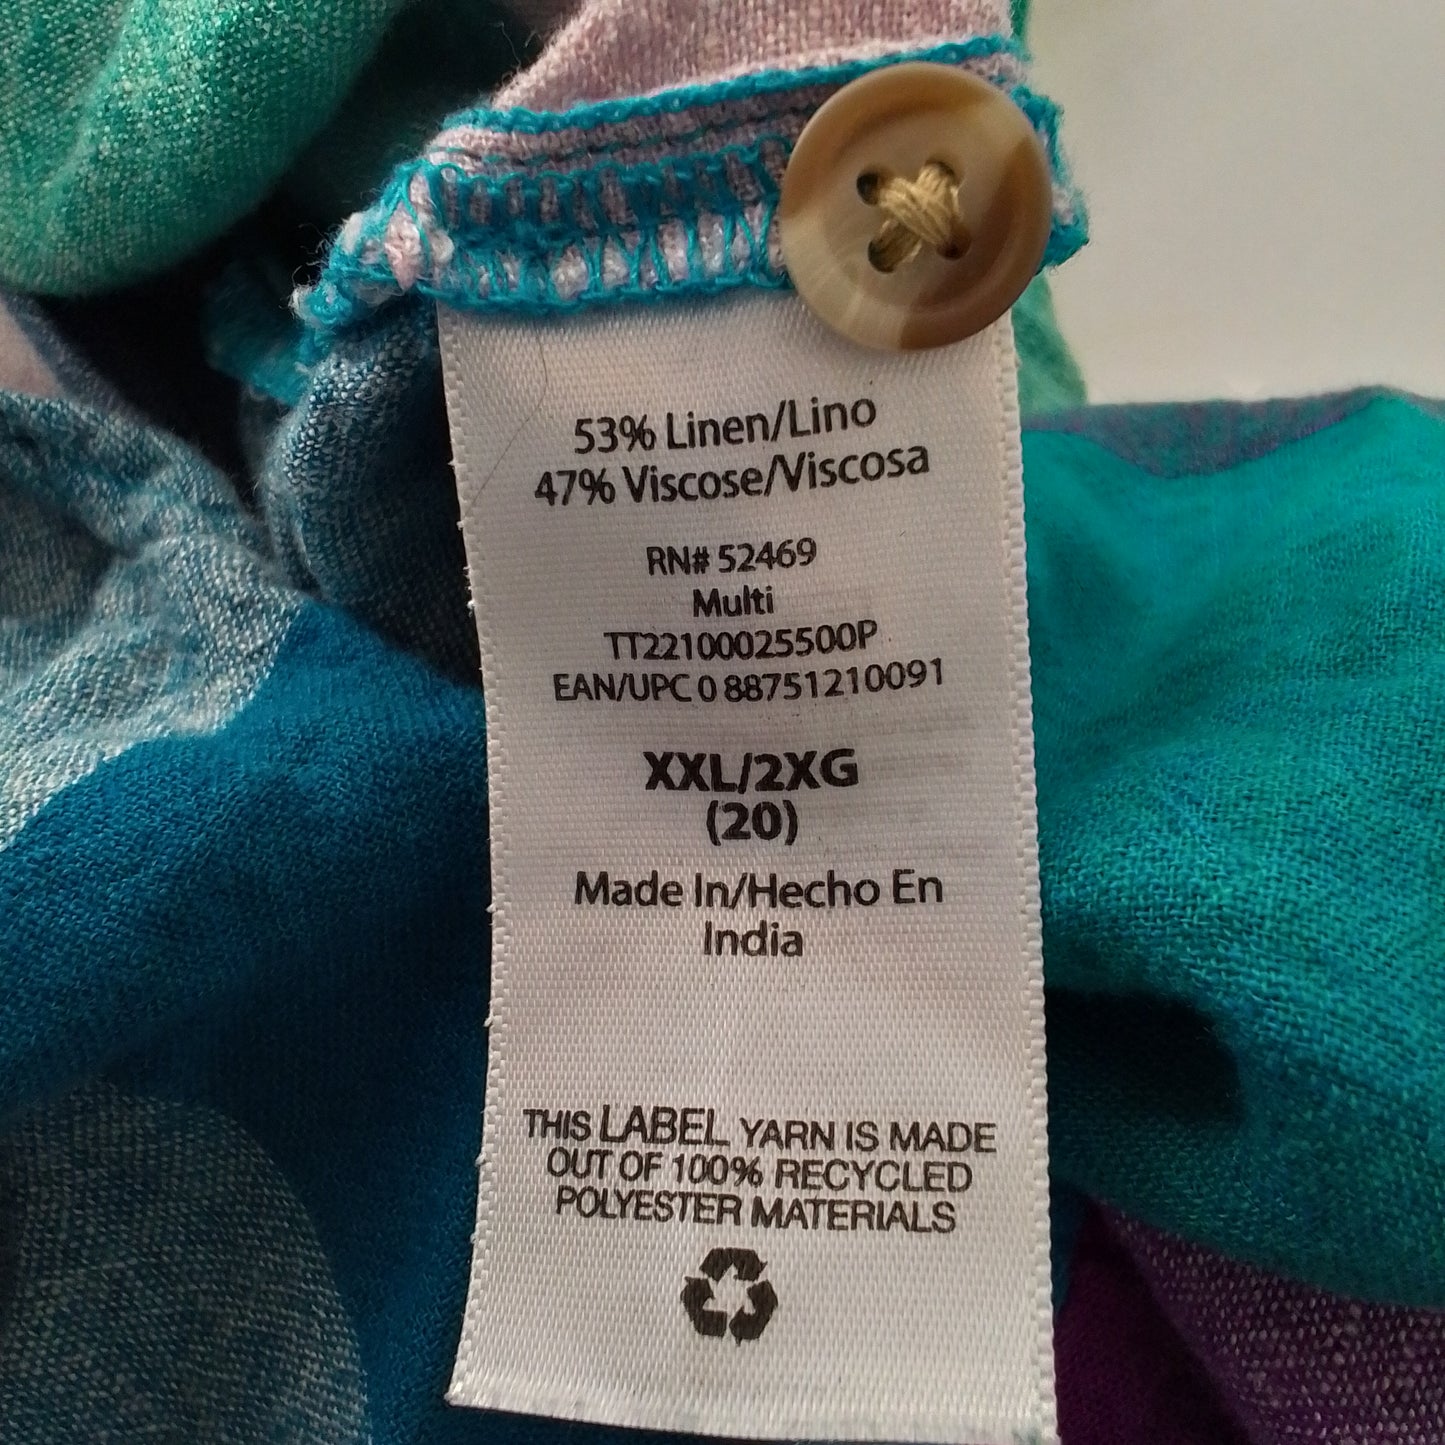 53% Linen/Lino
47% Viscose/Viscosa
RN# 52469
Multi
TT22100025500P
EAN/UPC 0 88751210091
XXL/2XG
(20)
Made In/Hecho En
India
THIS LABEL YARN IS MADE
OUT OF 100% RECYCLED
POLYESTER MATERIALS